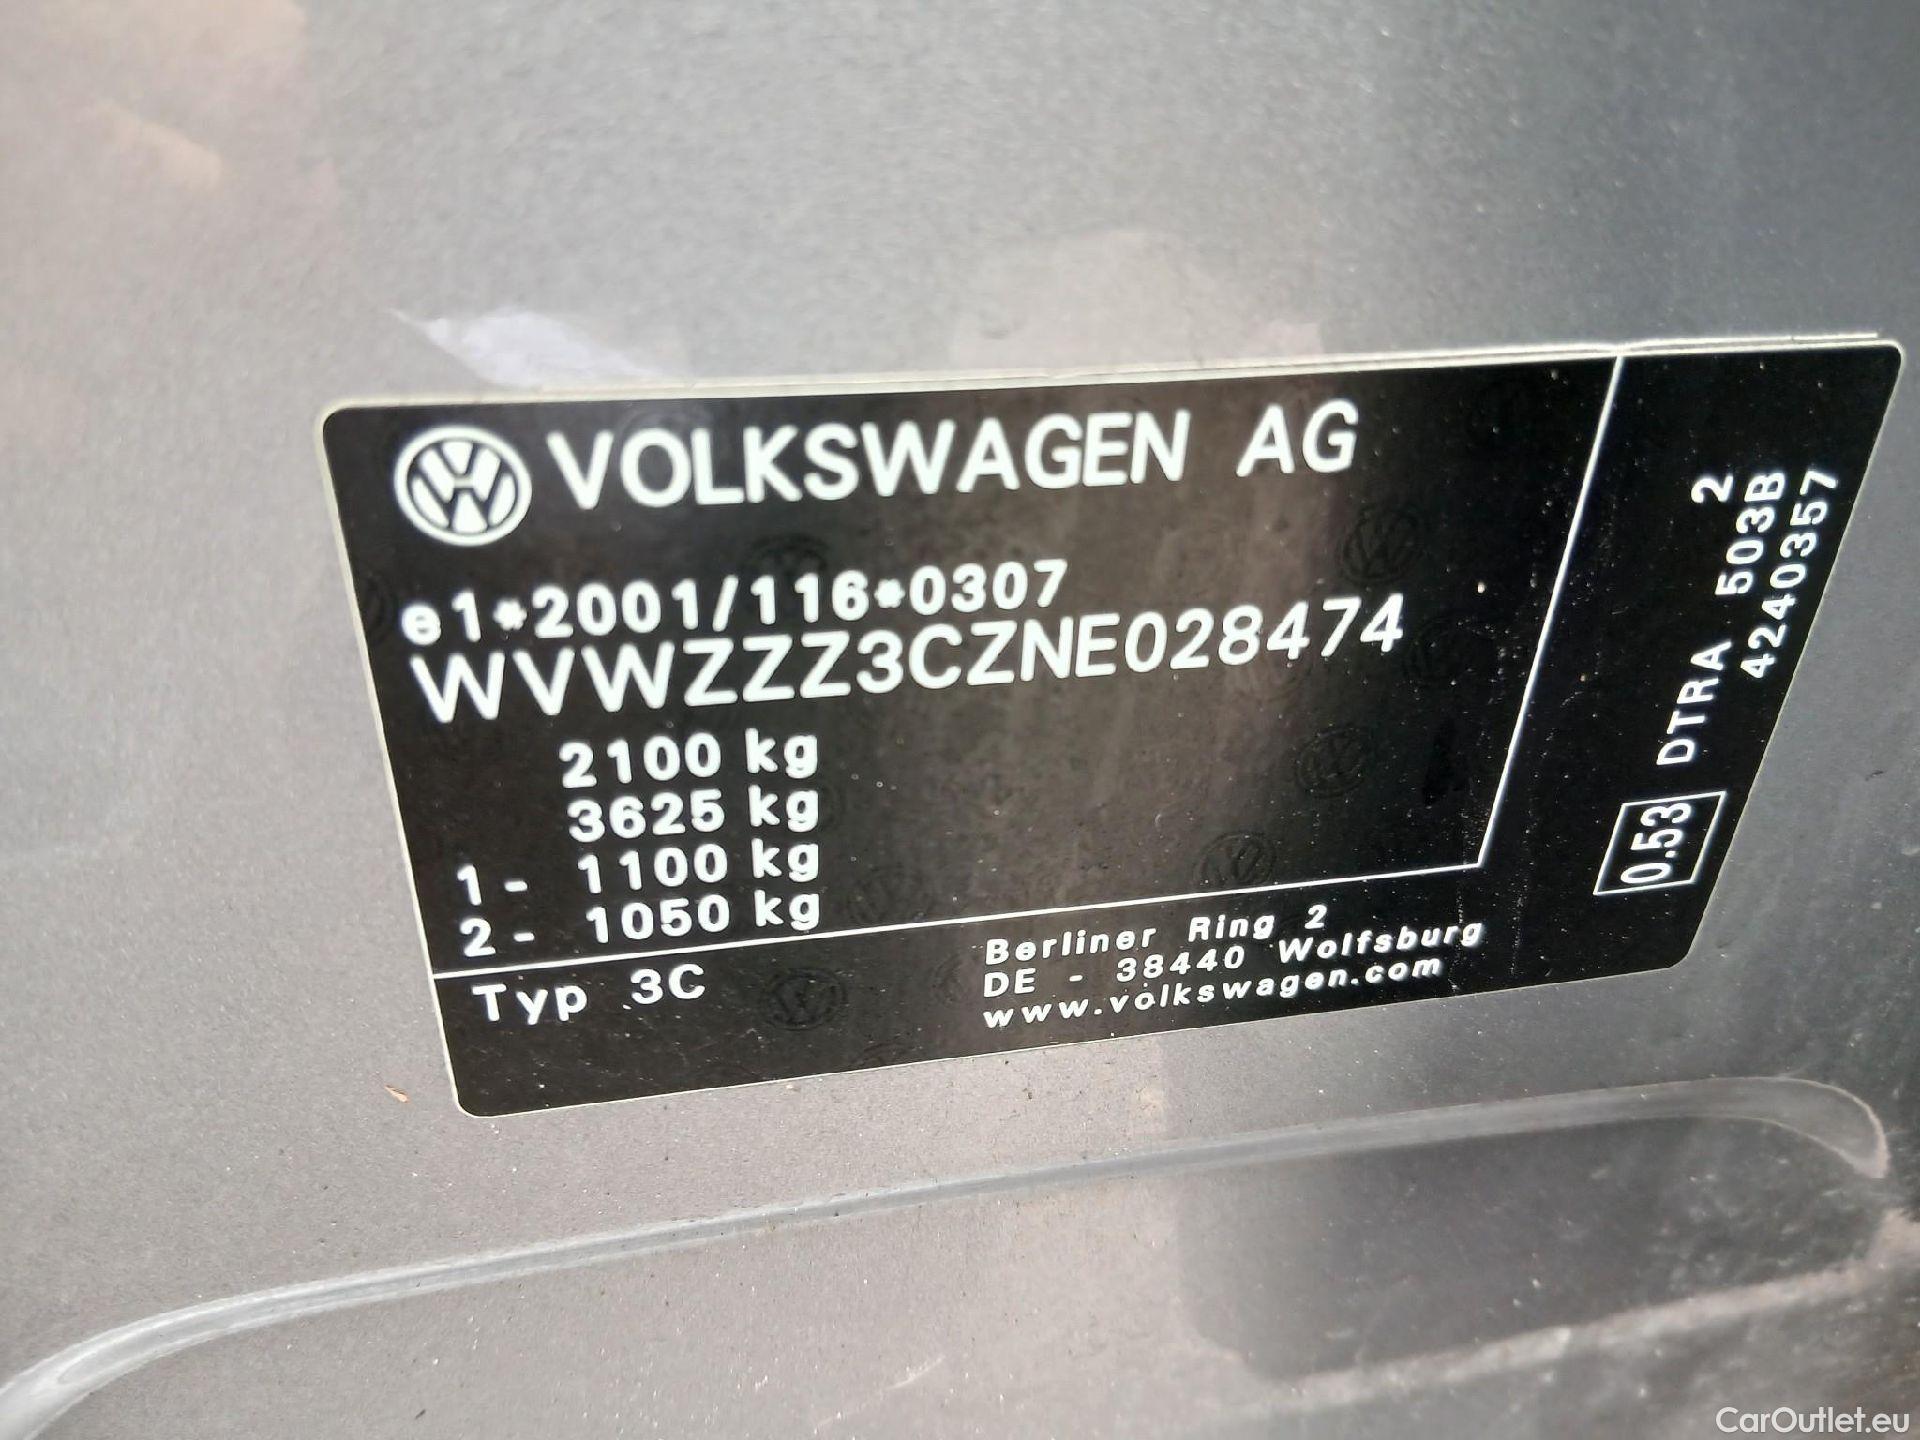 VOLKSWAGEN AG
e1*2001/116*0307
WVWZZZ3CZNE028474
2100 kg
3625 kg
1 - 1100 kg
2 - 1050 kg
Typ 3C
Berliner Ring 2
DE - 38440 Wolfsburg
www.volkswagen.com
0.53 DTRA 503B 2
4240357
CarOutlet.eu